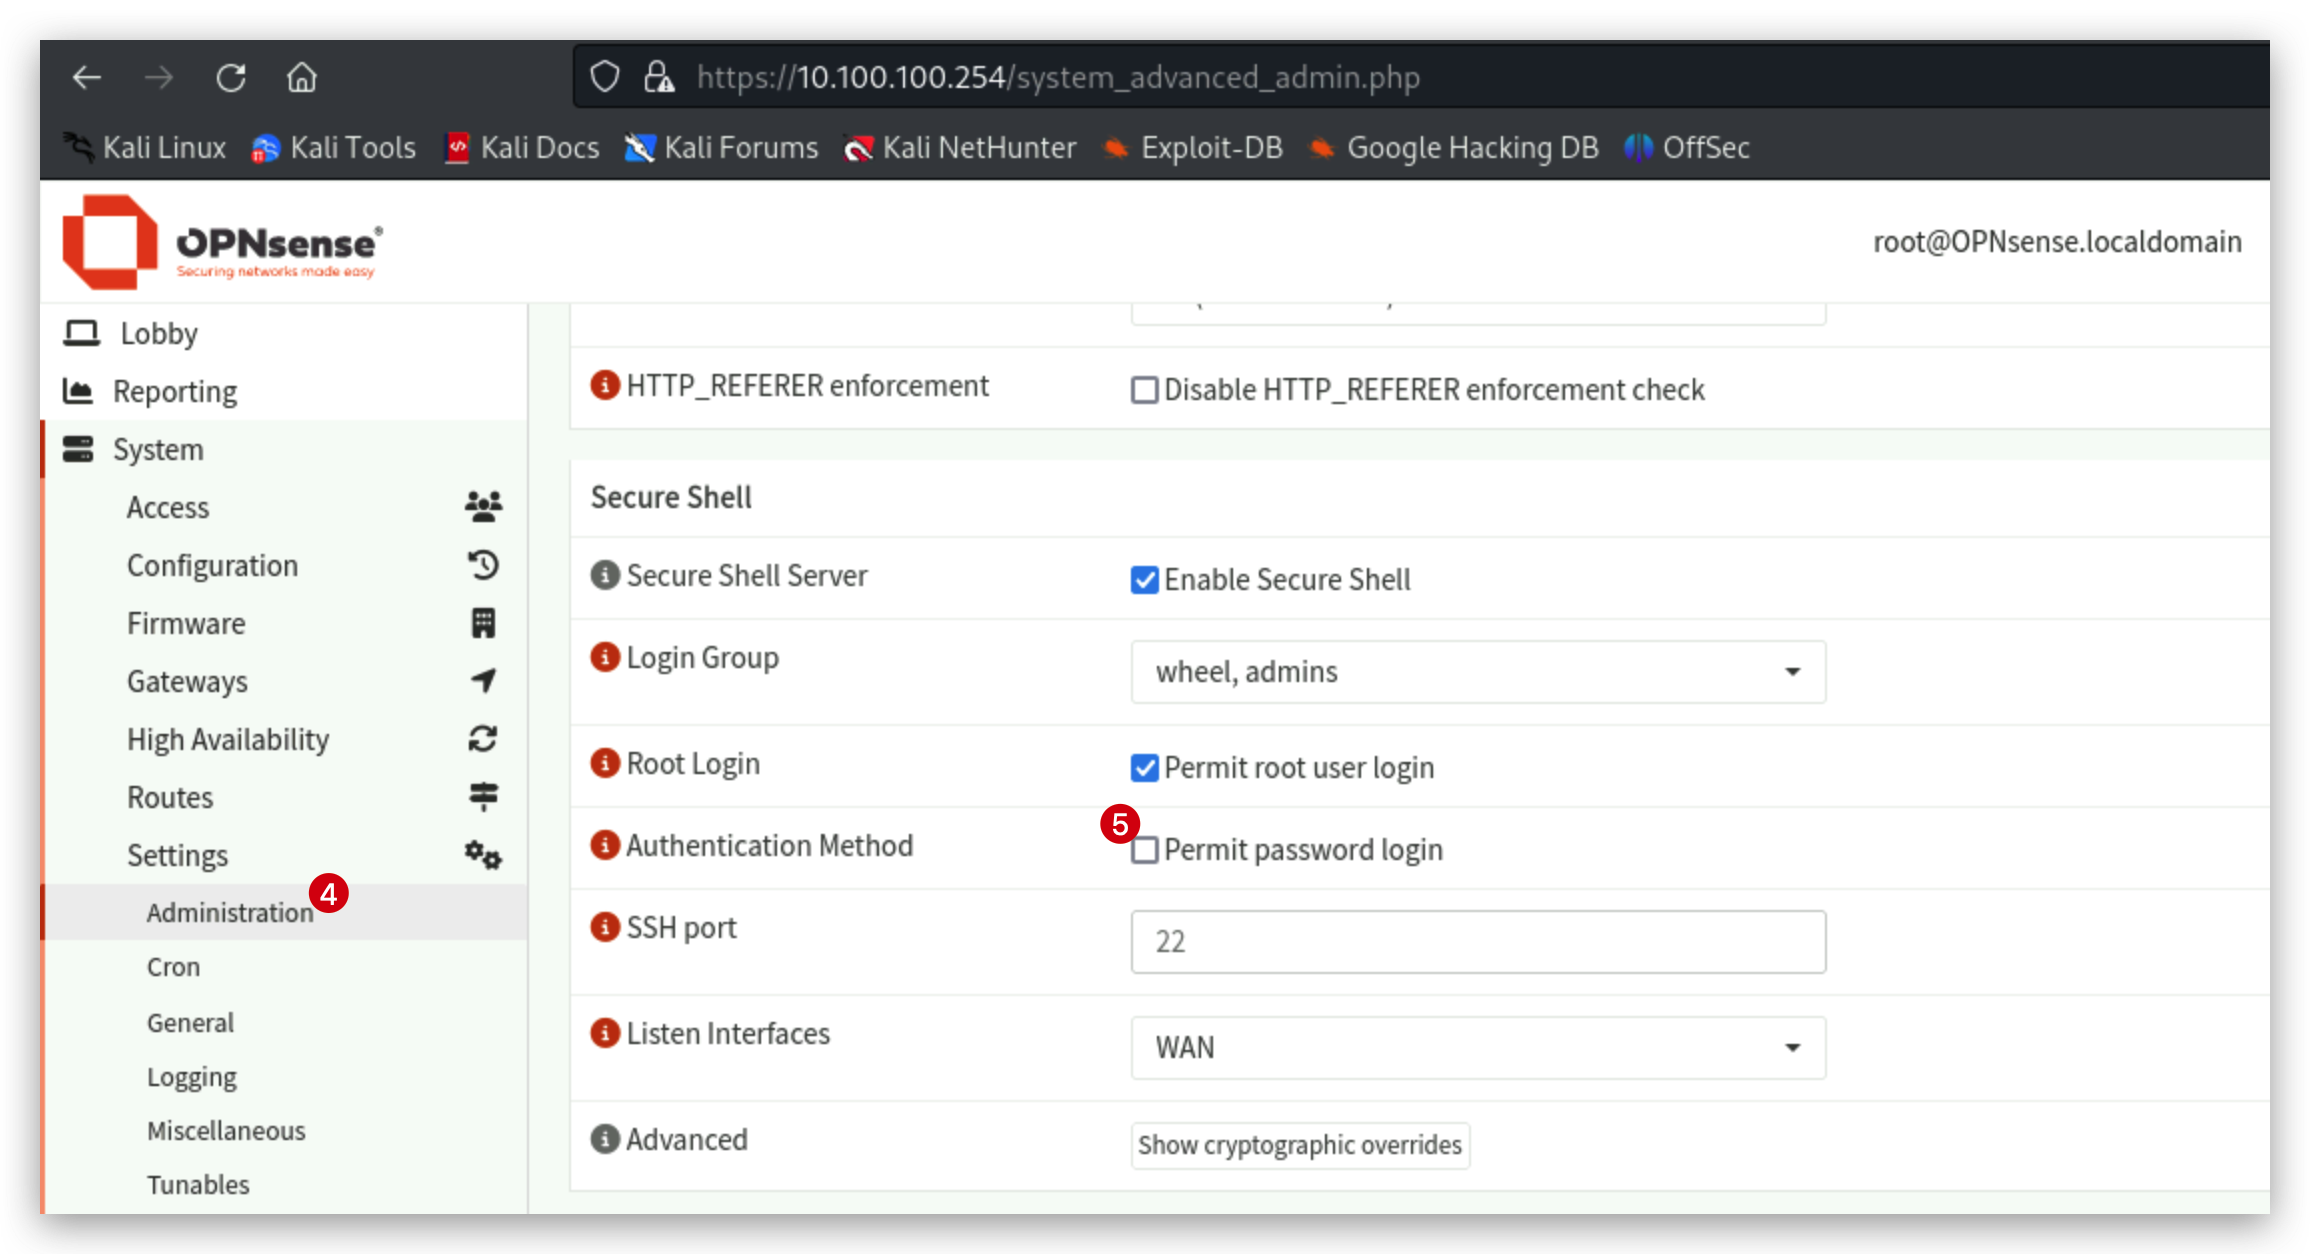 https://10.100.100.254/system_advanced_admin.php
Kali Linux Kali Tools Kali Docs Kali Forums Kali NetHunter Exploit-DB Google Hacking DB OffSec
OPNsense®
Securing networks made easy
root@OPNsense.localdomain
Lobby
Reporting
System
Access
Configuration
Firmware
Gateways
High Availability
Routes
Settings
Administration 4
Cron
General
Logging
Miscellaneous
Tunables
HTTP_REFERER enforcement Disable HTTP_REFERER enforcement check
Secure Shell
Secure Shell Server Enable Secure Shell
Login Group wheel, admins
Root Login Permit root user login
Authentication Method 5 Permit password login
SSH port 22
Listen Interfaces WAN
Advanced Show cryptographic overrides